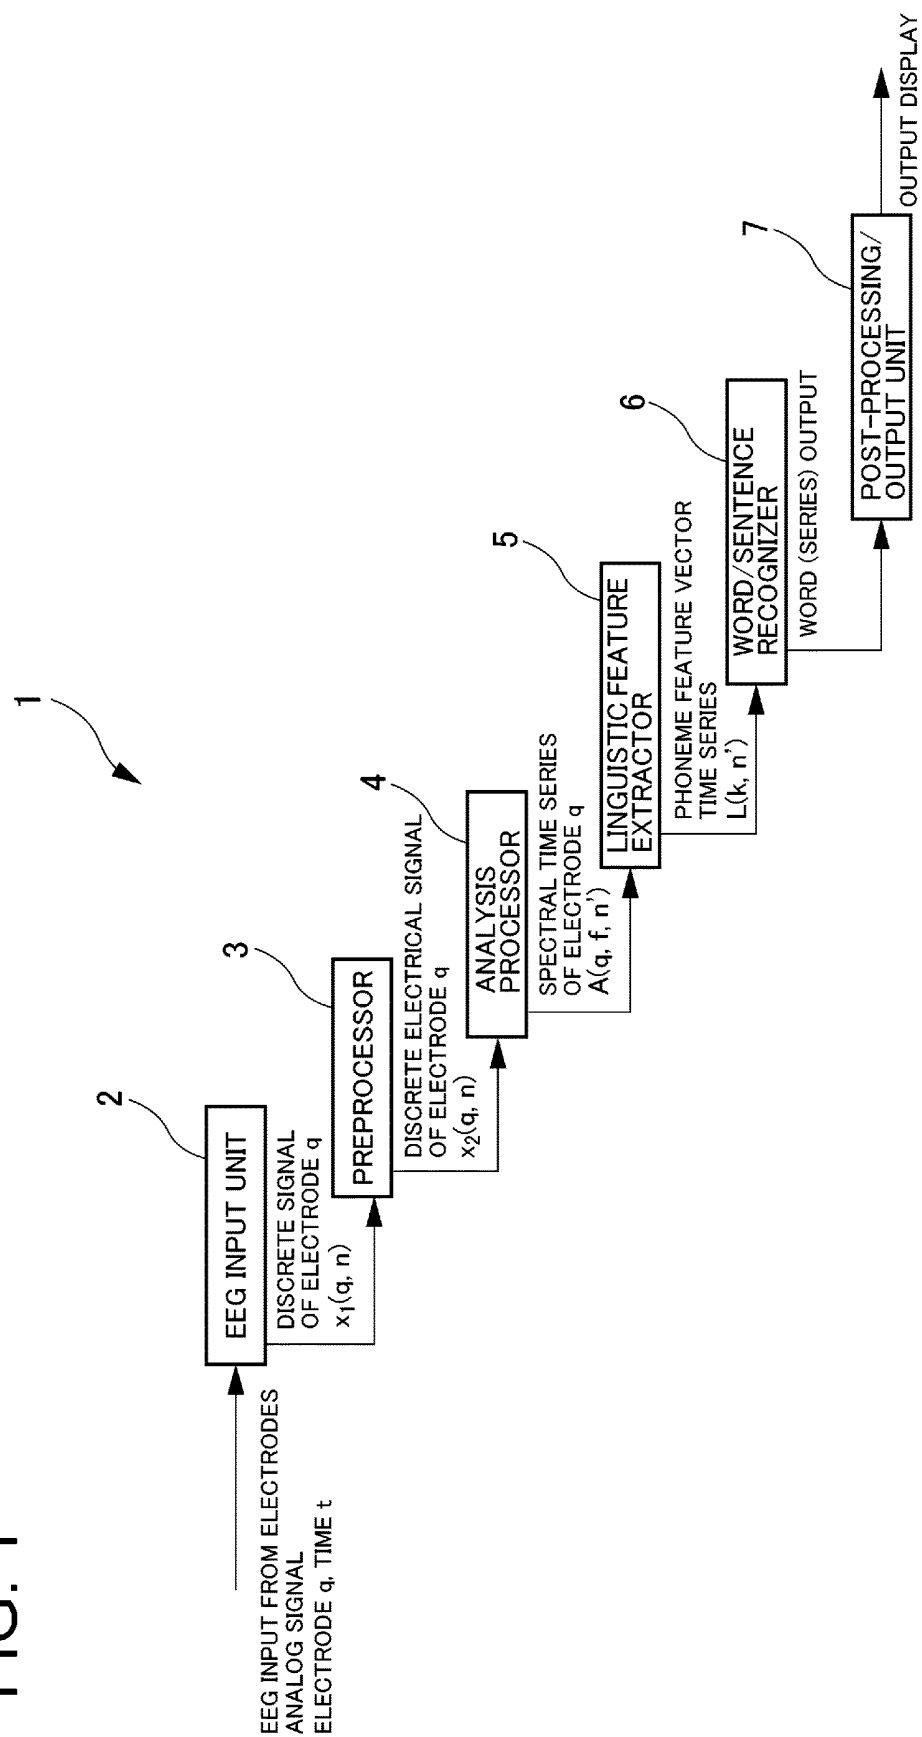 FIG. 1
1
EEG INPUT FROM ELECTRODES
ANALOG SIGNAL
ELECTRODE q, TIME t
2
EEG INPUT UNIT
DISCRETE SIGNAL
OF ELECTRODE q
x1(q, n)
3
PREPROCESSOR
DISCRETE ELECTRICAL SIGNAL
OF ELECTRODE q
x2(q, n)
4
ANALYSIS
PROCESSOR
SPECTRAL TIME SERIES
OF ELECTRODE q
A(q, f, n')
5
LINGUISTIC FEATURE
EXTRACTOR
PHONEME FEATURE VECTOR
TIME SERIES
L(k, n')
6
WORD/SENTENCE
RECOGNIZER
WORD (SERIES) OUTPUT
7
POST-PROCESSING/
OUTPUT UNIT
OUTPUT DISPLAY